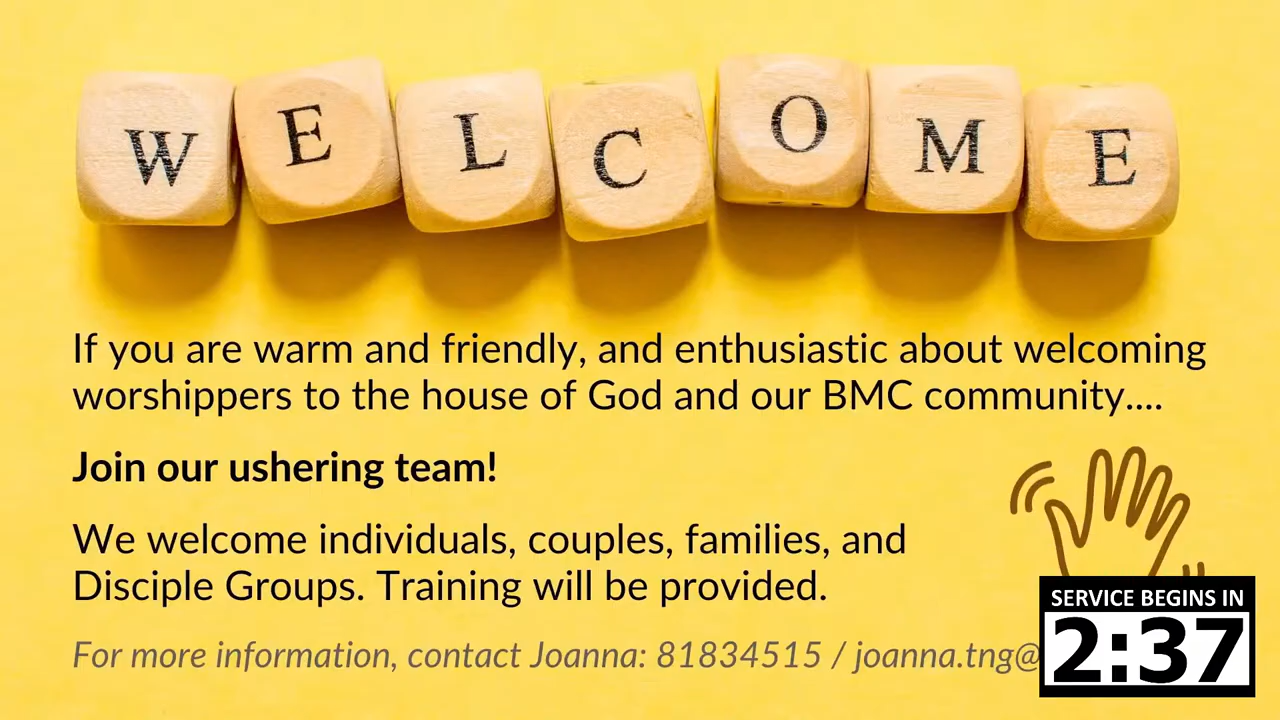 WELCOME
If you are warm and friendly, and enthusiastic about welcoming
worshippers to the house of God and our BMC community....
Join our ushering team!
We welcome individuals, couples, families, and
Disciple Groups. Training will be provided.
For more information, contact Joanna: 81834515 / joanna.tng@
SERVICE BEGINS IN
2:37